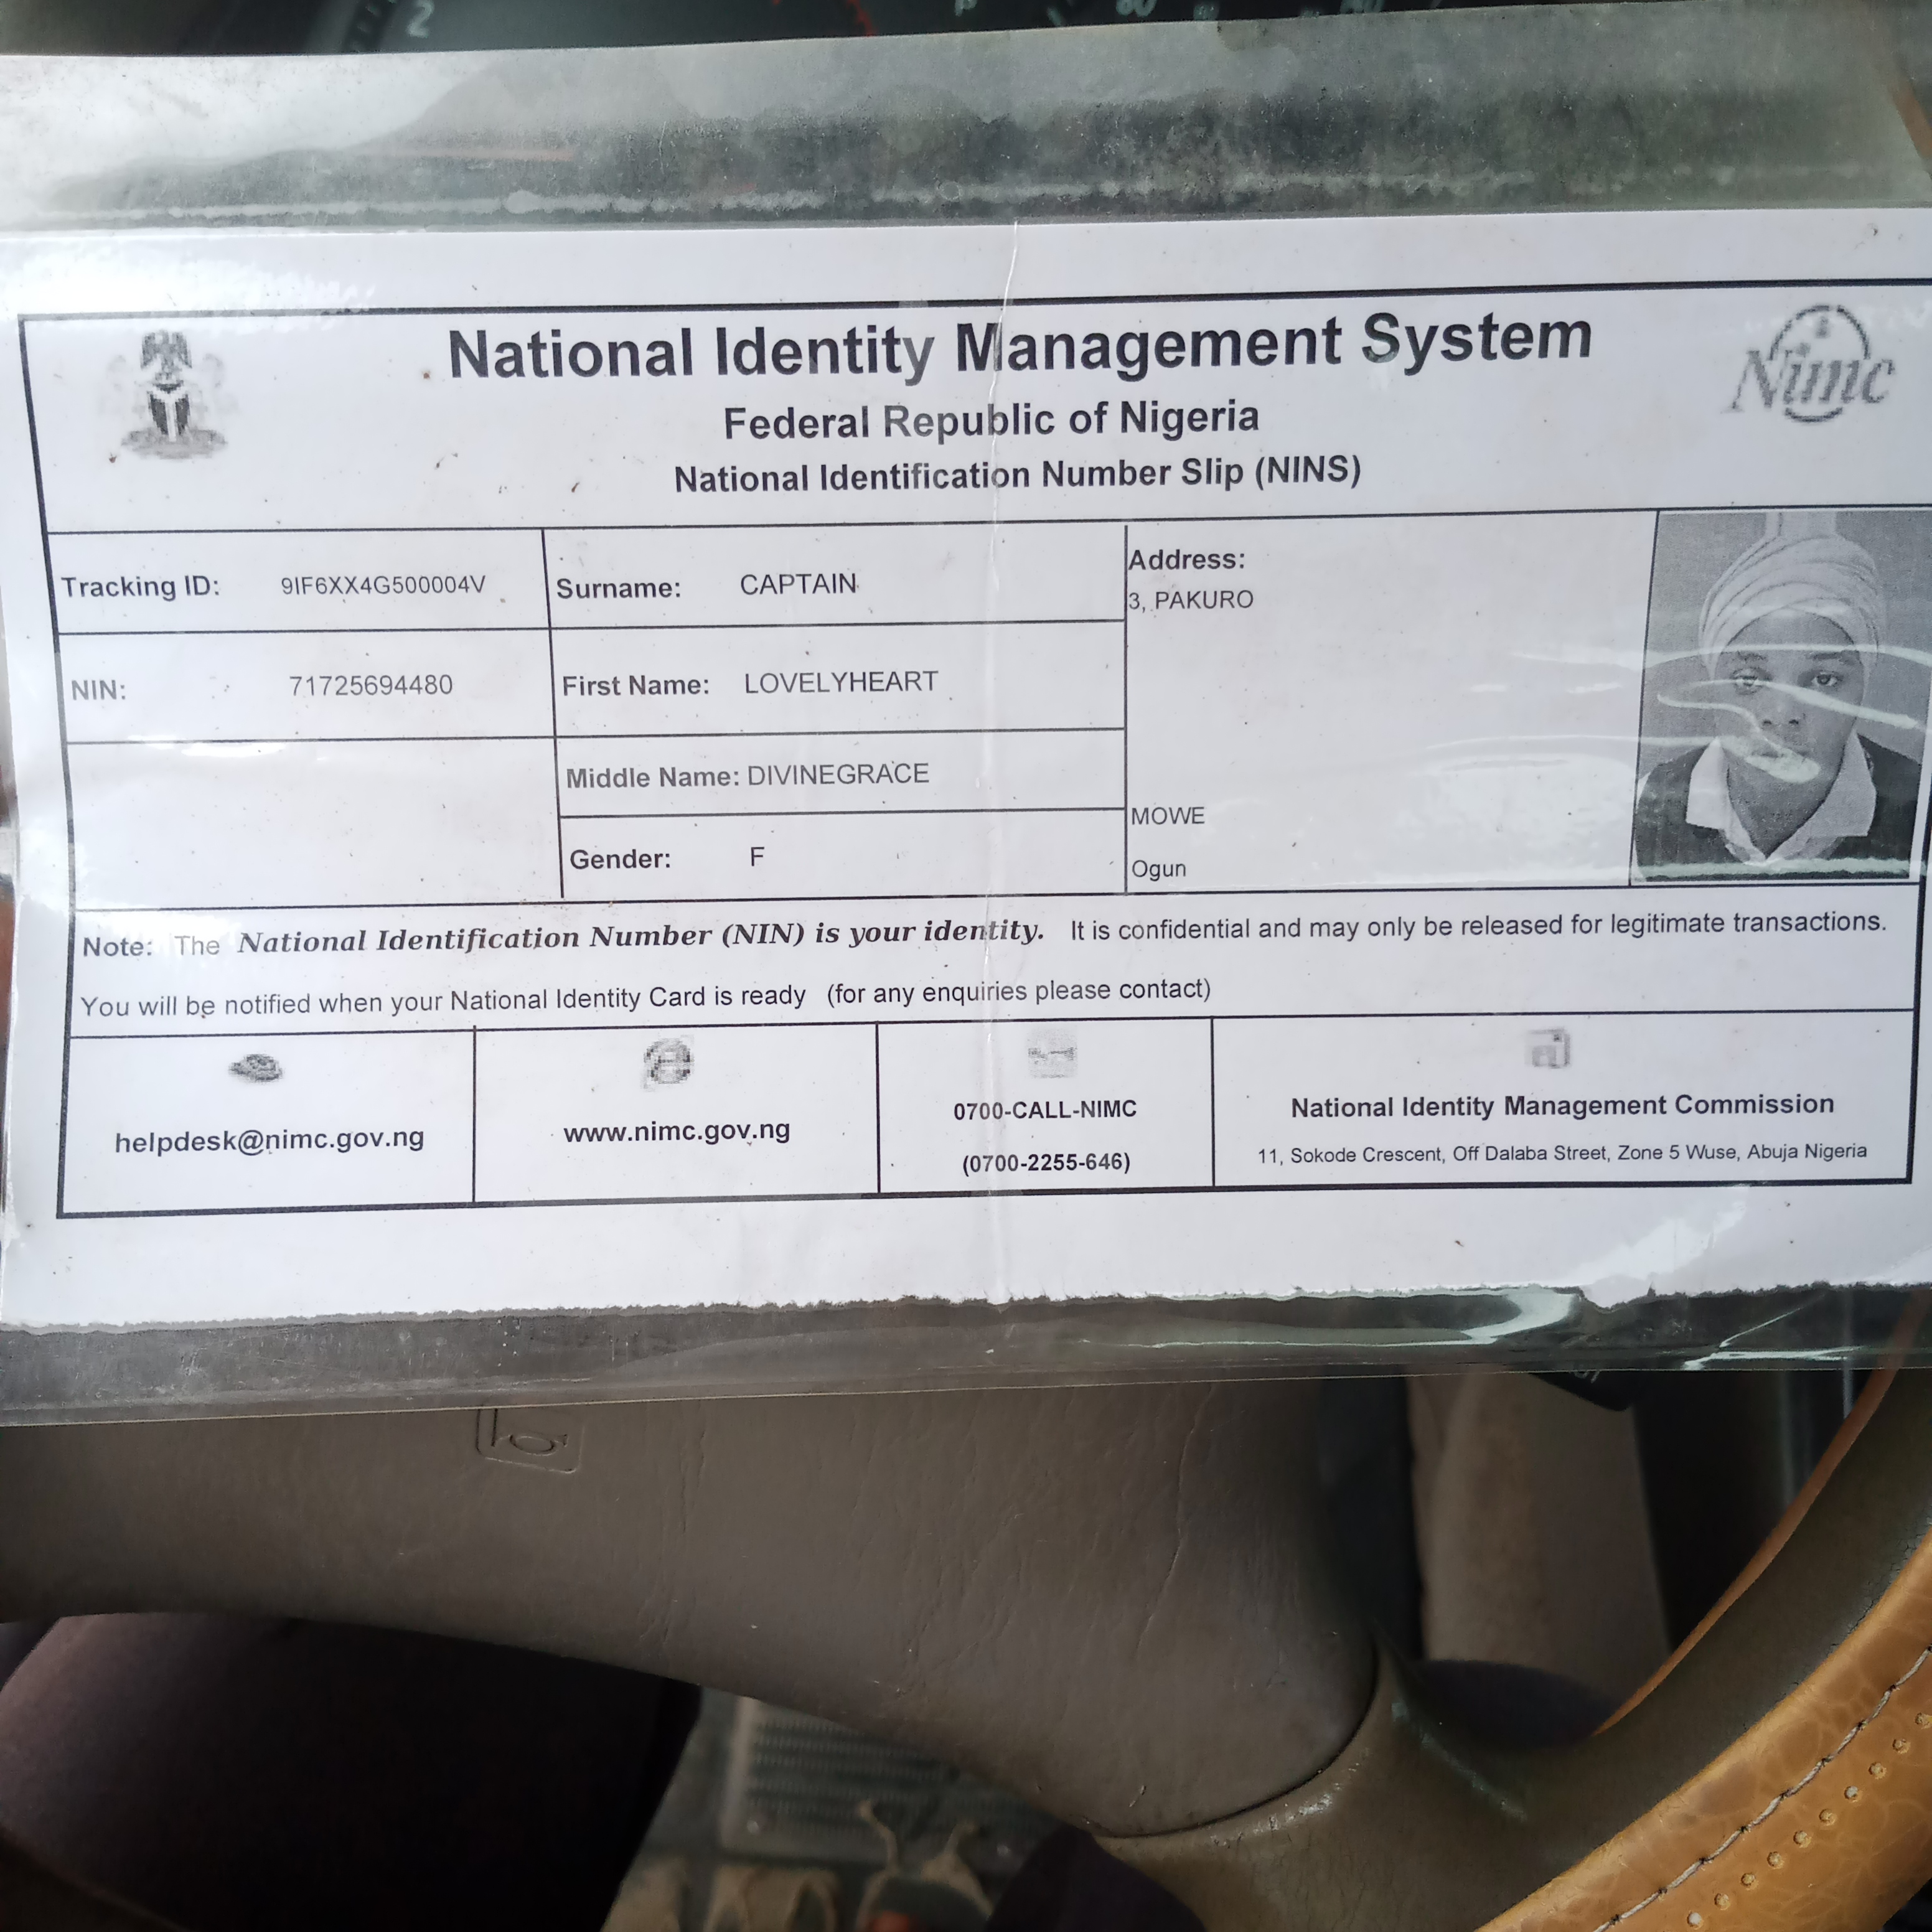 2
National Identity Management System
Nimc
Federal Republic of Nigeria
National Identification Number Slip (NINS)
Tracking ID: 9IF6XX4G500004V
Surname: CAPTAIN
Address:
3, PAKURO
NIN: 71725694480
First Name: LOVELYHEART
Middle Name: DIVINEGRACE
MOWE
Gender: F
Ogun
Note: The National Identification Number (NIN) is your identity. It is confidential and may only be released for legitimate transactions.
You will be notified when your National Identity Card is ready (for any enquiries please contact)
helpdesk@nimc.gov.ng
www.nimc.gov.ng
0700-CALL-NIMC
(0700-2255-646)
National Identity Management Commission
11, Sokode Crescent, Off Dalaba Street, Zone 5 Wuse, Abuja Nigeria